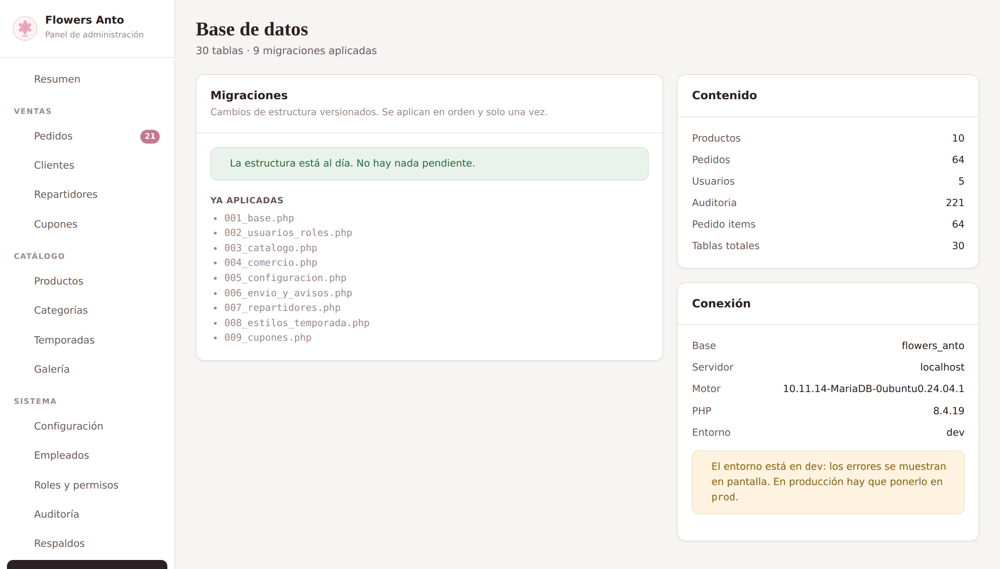 Flowers Anto
Panel de administración
Anto
Resumen
VENTAS
Pedidos 21
Clientes
Repartidores
Cupones
CATÁLOGO
Productos
Categorías
Temporadas
Galería
SISTEMA
Configuración
Empleados
Roles y permisos
Auditoría
Respaldos
Base de datos
30 tablas · 9 migraciones aplicadas
Migraciones
Cambios de estructura versionados. Se aplican en orden y solo una vez.
La estructura está al día. No hay nada pendiente.
YA APLICADAS
• 001_base.php
• 002_usuarios_roles.php
• 003_catalogo.php
• 004_comercio.php
• 005_configuracion.php
• 006_envio_y_avisos.php
• 007_repartidores.php
• 008_estilos_temporada.php
• 009_cupones.php
Contenido
Productos 10
Pedidos 64
Usuarios 5
Auditoria 221
Pedido items 64
Tablas totales 30
Conexión
Base flowers_anto
Servidor localhost
Motor 10.11.14-MariaDB-0ubuntu0.24.04.1
PHP 8.4.19
Entorno dev
El entorno está en dev: los errores se muestran
en pantalla. En producción hay que ponerlo en
prod.